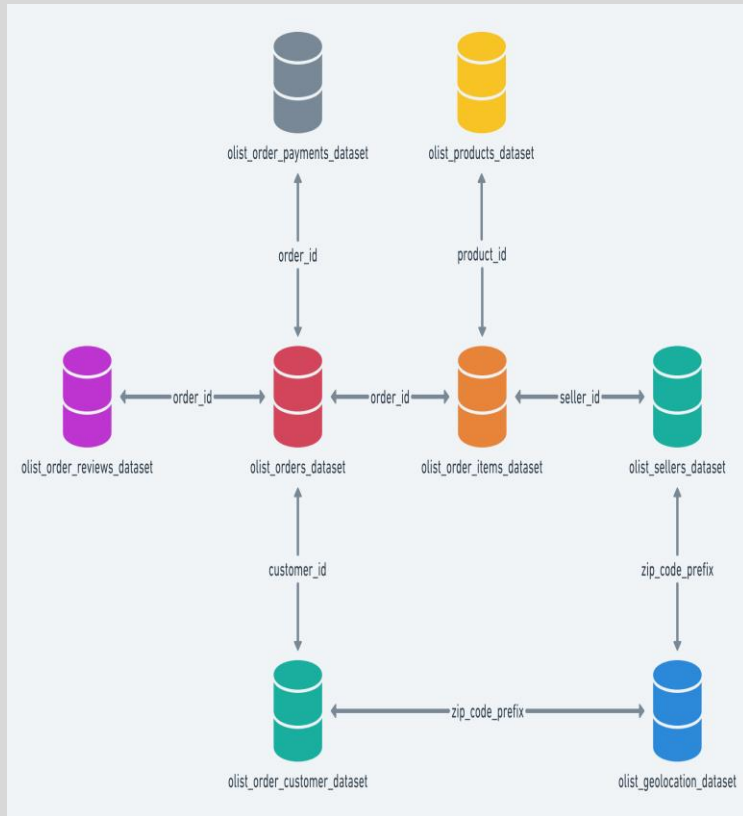 olist_order_payments_dataset
olist_products_dataset
order_id
product_id
order_id
order_id
seller_id
olist_order_reviews_dataset
olist_orders_dataset
olist_order_items_dataset
olist_sellers_dataset
customer_id
zip_code_prefix
zip_code_prefix
olist_order_customer_dataset
olist_geolocation_dataset